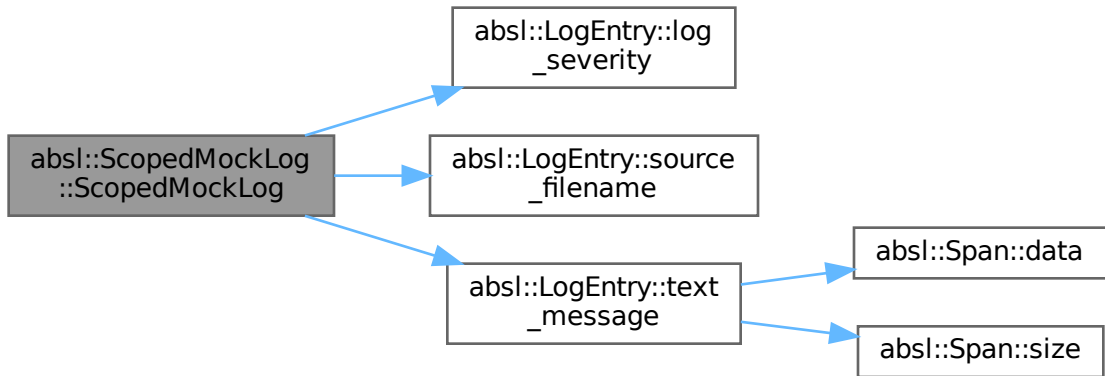 absl::ScopedMockLog
::ScopedMockLog
absl::LogEntry::log
_severity
absl::LogEntry::source
_filename
absl::LogEntry::text
_message
absl::Span::data
absl::Span::size